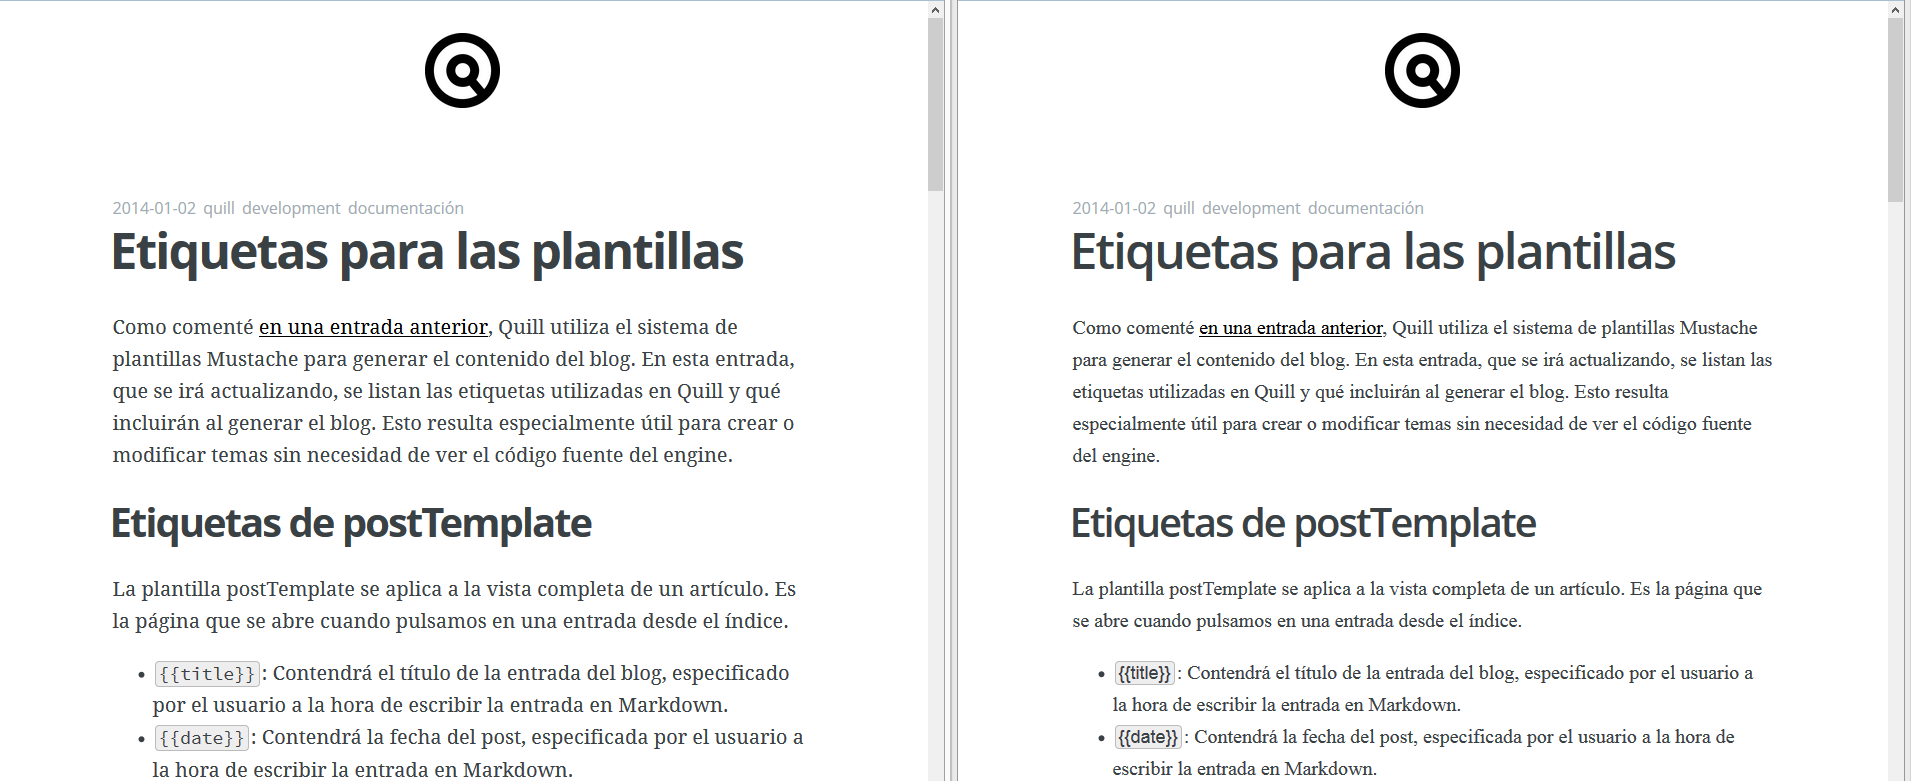 2014-01-02 quill development documentación
Etiquetas para las plantillas
Como comenté en una entrada anterior, Quill utiliza el sistema de
plantillas Mustache para generar el contenido del blog. En esta entrada,
que se irá actualizando, se listan las etiquetas utilizadas en Quill y qué
incluirán al generar el blog. Esto resulta especialmente útil para crear o
modificar temas sin necesidad de ver el código fuente del engine.
Etiquetas de postTemplate
La plantilla postTemplate se aplica a la vista completa de un artículo. Es
la página que se abre cuando pulsamos en una entrada desde el índice.
• {{title}}: Contendrá el título de la entrada del blog, especificado
por el usuario a la hora de escribir la entrada en Markdown.
• {{date}}: Contendrá la fecha del post, especificada por el usuario a
la hora de escribir la entrada en Markdown.
2014-01-02 quill development documentación
Etiquetas para las plantillas
Como comenté en una entrada anterior, Quill utiliza el sistema de plantillas Mustache
para generar el contenido del blog. En esta entrada, que se irá actualizando, se listan las
etiquetas utilizadas en Quill y qué incluirán al generar el blog. Esto resulta
especialmente útil para crear o modificar temas sin necesidad de ver el código fuente
del engine.
Etiquetas de postTemplate
La plantilla postTemplate se aplica a la vista completa de un artículo. Es la página que
se abre cuando pulsamos en una entrada desde el índice.
• {{title}}: Contendrá el título de la entrada del blog, especificado por el usuario a
la hora de escribir la entrada en Markdown.
• {{date}}: Contendrá la fecha del post, especificada por el usuario a la hora de
escribir la entrada en Markdown.